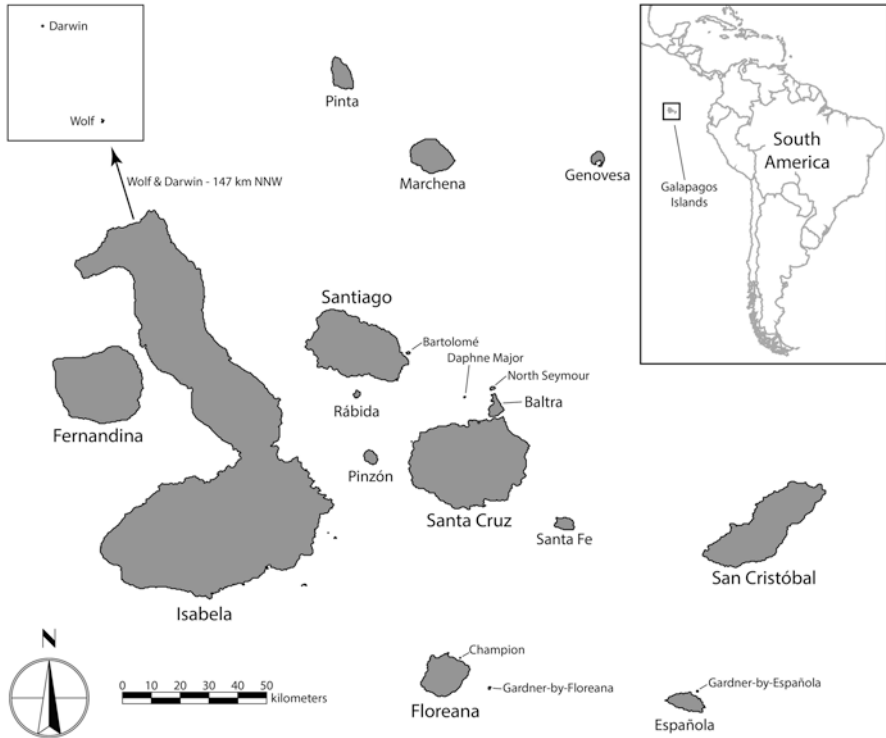 Darwin
Wolf
Wolf & Darwin - 147 km NNW
Pinta
Marchena
Genovesa
South
America
Galapagos
Islands
Santiago
Bartolomé
Daphne Major
North Seymour
Baltra
Rábida
Fernandina
Pinzón
Santa Cruz
Santa Fe
San Cristóbal
Isabela
N
0 10 20 30 40 50
kilometers
Champion
Gardner-by-Floreana
Floreana
Gardner-by-Española
Española